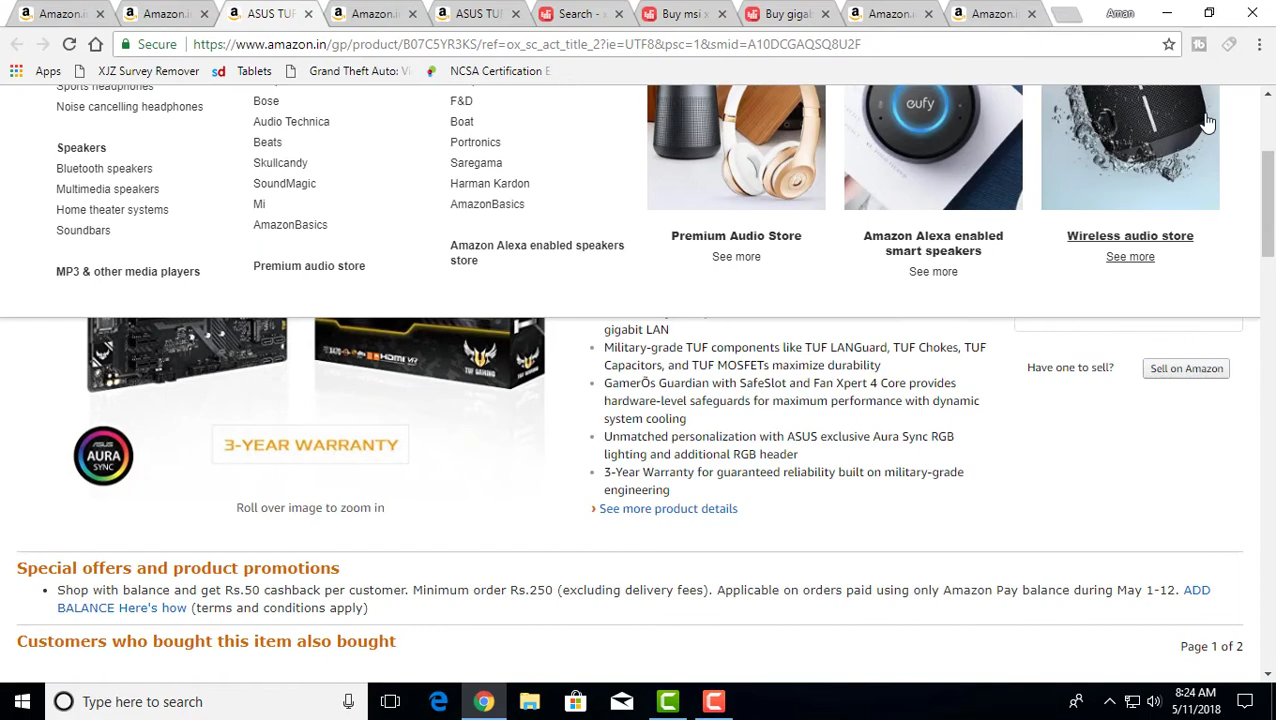 Amazon.i
Amazon.i
ASUS TUF
Amazon.i
ASUS TUF
Search -
Buy msi
Buy gigab
Amazon.i
Amazon.i
Aman
Secure
https://www.amazon.in/gp/product/B07C5YR3KS/ref=ox_sc_act_title_2?ie=UTF8&psc=1&smid=A10DCGAQSQ8U2F
Apps
XJZ Survey Remover
sd
Tablets
Grand Theft Auto: Vi
NCSA Certification E
Sports headphones
Noise cancelling headphones
Speakers
Bluetooth speakers
Multimedia speakers
Home theater systems
Soundbars
MP3 & other media players
Bose
Audio Technica
Beats
Skullcandy
SoundMagic
Mi
AmazonBasics
Premium audio store
F&D
Boat
Portronics
Saregama
Harman Kardon
AmazonBasics
Amazon Alexa enabled speakers
store
eufy
Premium Audio Store
See more
Amazon Alexa enabled
smart speakers
See more
Wireless audio store
See more
HDMI
TUF GAMING
ASUS
AURA
SYNC
3-YEAR WARRANTY
Roll over image to zoom in
gigabit LAN
Military-grade TUF components like TUF LANGuard, TUF Chokes, TUF
Capacitors, and TUF MOSFETs maximize durability
GamerÕs Guardian with SafeSlot and Fan Xpert 4 Core provides
hardware-level safeguards for maximum performance with dynamic
system cooling
Unmatched personalization with ASUS exclusive Aura Sync RGB
lighting and additional RGB header
3-Year Warranty for guaranteed reliability built on military-grade
engineering
› See more product details
Have one to sell?
Sell on Amazon
Special offers and product promotions
Shop with balance and get Rs.50 cashback per customer. Minimum order Rs.250 (excluding delivery fees). Applicable on orders paid using only Amazon Pay balance during May 1-12. ADD
BALANCE Here's how (terms and conditions apply)
Customers who bought this item also bought
Page 1 of 2
Type here to search
8:24 AM
5/11/2018